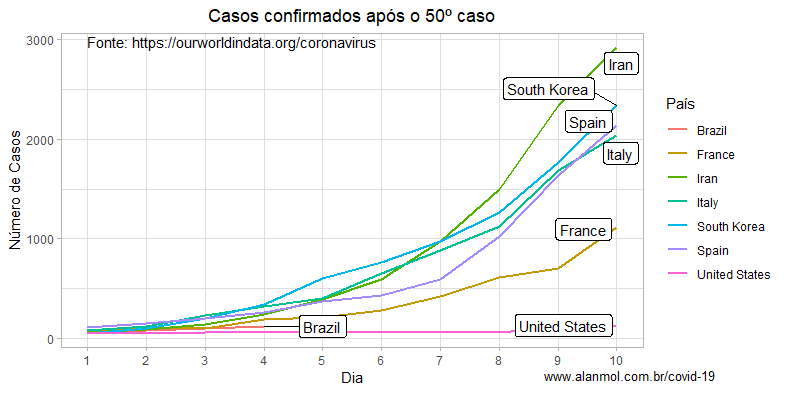 Casos confirmados após o 50º caso
Fonte: https://ourworldindata.org/coronavirus
Número de Casos
3000
2000
1000
0
Iran
South Korea
Spain
Italy
France
Brazil
United States
1 2 3 4 5 6 7 8 9 10
Dia
www.alanmol.com.br/covid-19
País
Brazil
France
Iran
Italy
South Korea
Spain
United States